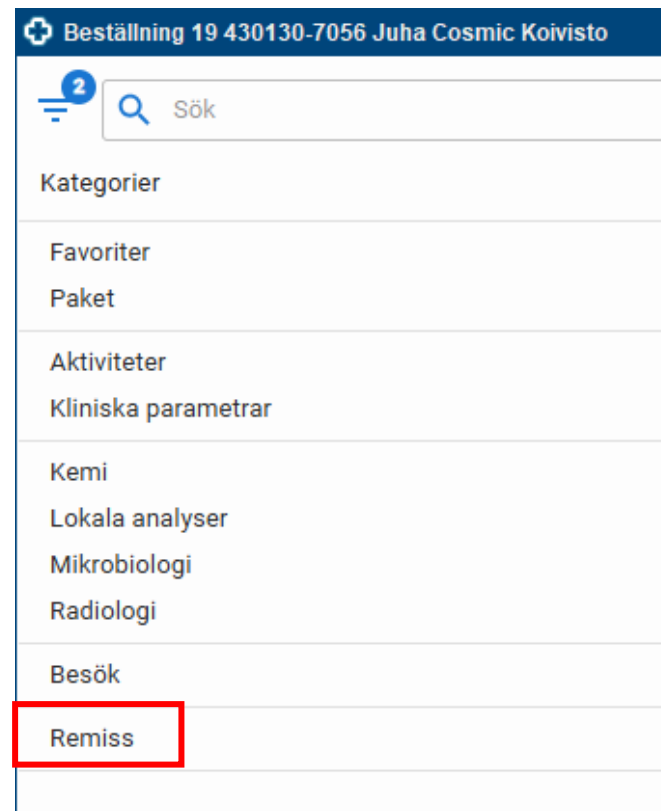 Beställning 19 430130-7056 Juha Cosmic Koivisto
2
Sök
Kategorier
Favoriter
Paket
Aktiviteter
Kliniska parametrar
Kemi
Lokala analyser
Mikrobiologi
Radiologi
Besök
Remiss